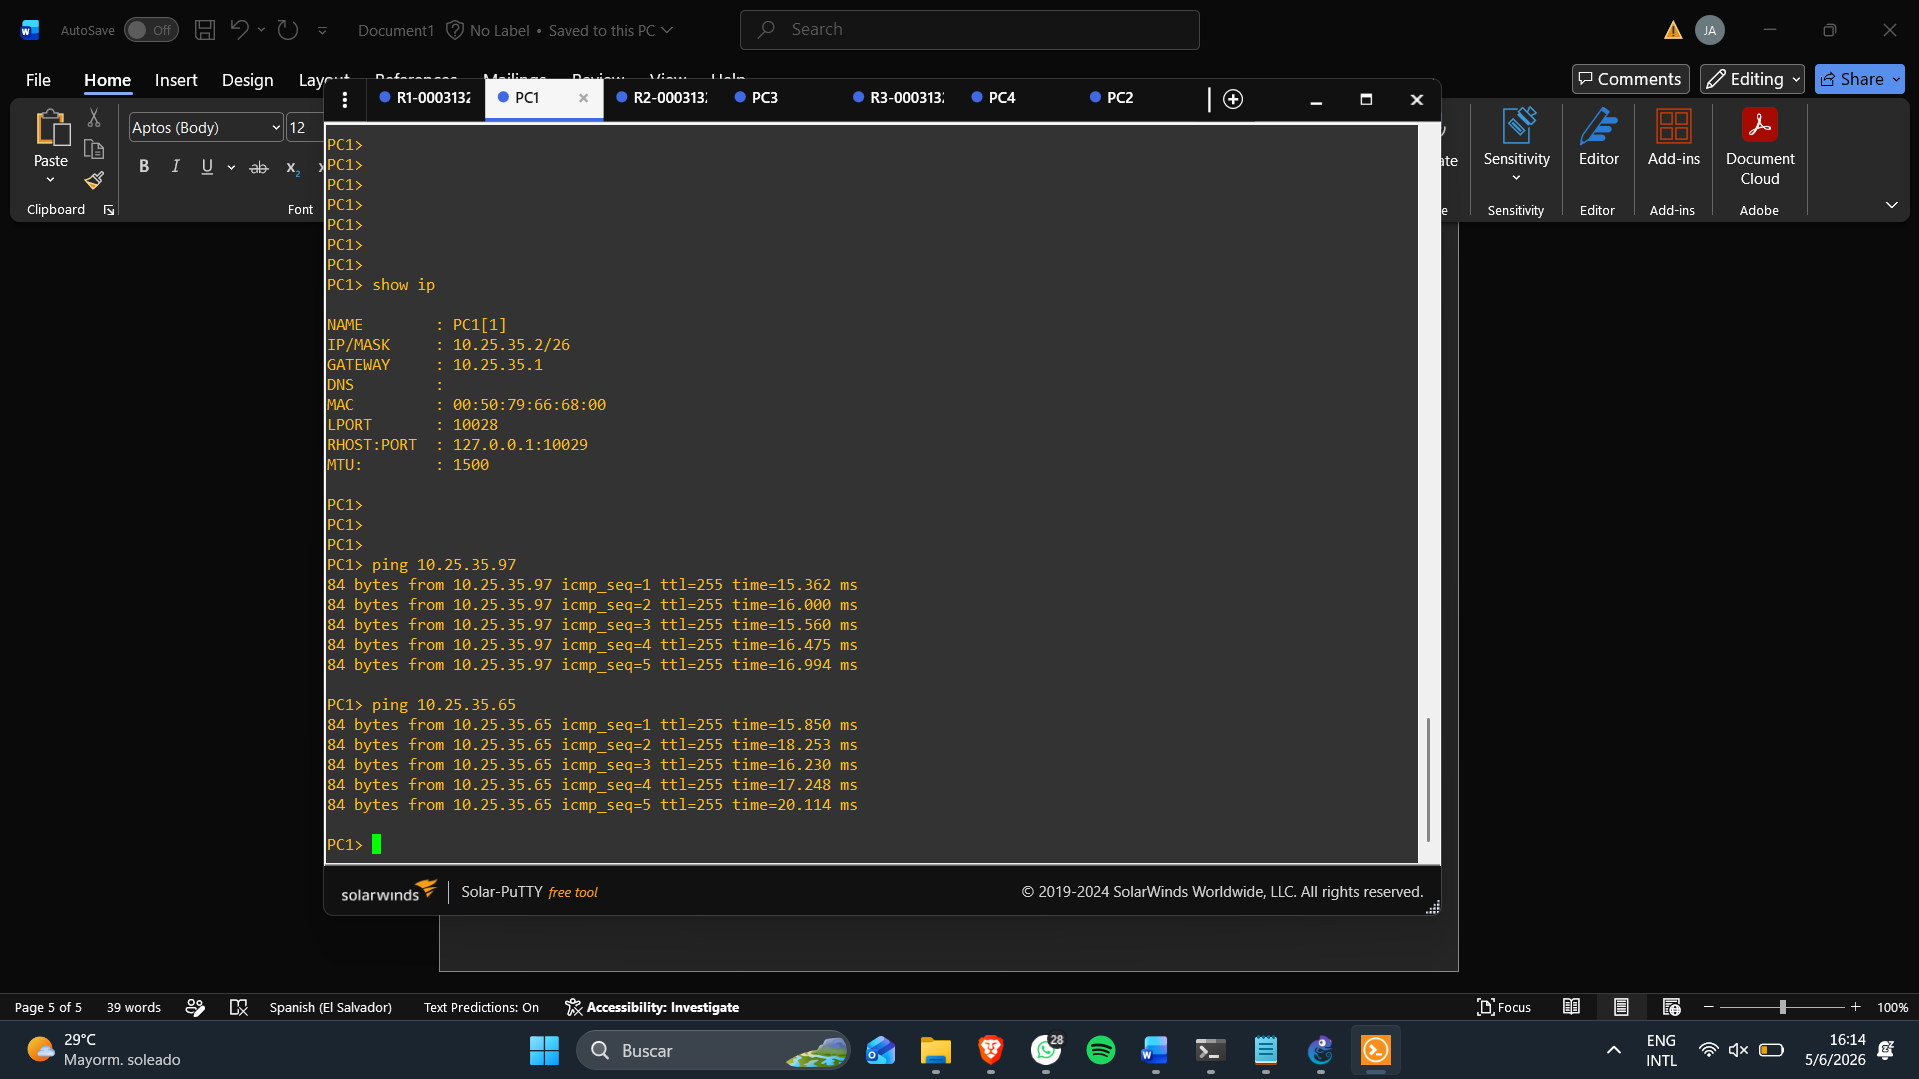 AutoSave Off Document1 No Label • Saved to this PC Search JA
File Home Insert Design Layout References Mailings Review View Help Comments Editing Share
R1-0003132 PC1 R2-0003132 PC3 R3-0003132 PC4 PC2
Aptos (Body) 12
Paste
B I U ab x₂
Clipboard Font
Sensitivity Editor Add-ins Document Cloud
Sensitivity Editor Add-ins Adobe
PC1>
PC1>
PC1>
PC1>
PC1>
PC1>
PC1>
PC1> show ip
NAME : PC1[1]
IP/MASK : 10.25.35.2/26
GATEWAY : 10.25.35.1
DNS :
MAC : 00:50:79:66:68:00
LPORT : 10028
RHOST:PORT : 127.0.0.1:10029
MTU: : 1500
PC1>
PC1>
PC1>
PC1> ping 10.25.35.97
84 bytes from 10.25.35.97 icmp_seq=1 ttl=255 time=15.362 ms
84 bytes from 10.25.35.97 icmp_seq=2 ttl=255 time=16.000 ms
84 bytes from 10.25.35.97 icmp_seq=3 ttl=255 time=15.560 ms
84 bytes from 10.25.35.97 icmp_seq=4 ttl=255 time=16.475 ms
84 bytes from 10.25.35.97 icmp_seq=5 ttl=255 time=16.994 ms
PC1> ping 10.25.35.65
84 bytes from 10.25.35.65 icmp_seq=1 ttl=255 time=15.850 ms
84 bytes from 10.25.35.65 icmp_seq=2 ttl=255 time=18.253 ms
84 bytes from 10.25.35.65 icmp_seq=3 ttl=255 time=16.230 ms
84 bytes from 10.25.35.65 icmp_seq=4 ttl=255 time=17.248 ms
84 bytes from 10.25.35.65 icmp_seq=5 ttl=255 time=20.114 ms
PC1>
solarwinds Solar-PuTTY free tool © 2019-2024 SolarWinds Worldwide, LLC. All rights reserved.
Page 5 of 5 39 words Spanish (El Salvador) Text Predictions: On Accessibility: Investigate Focus 100%
29°C
Mayorm. soleado
Buscar
28
ENG
INTL
16:14
5/6/2026